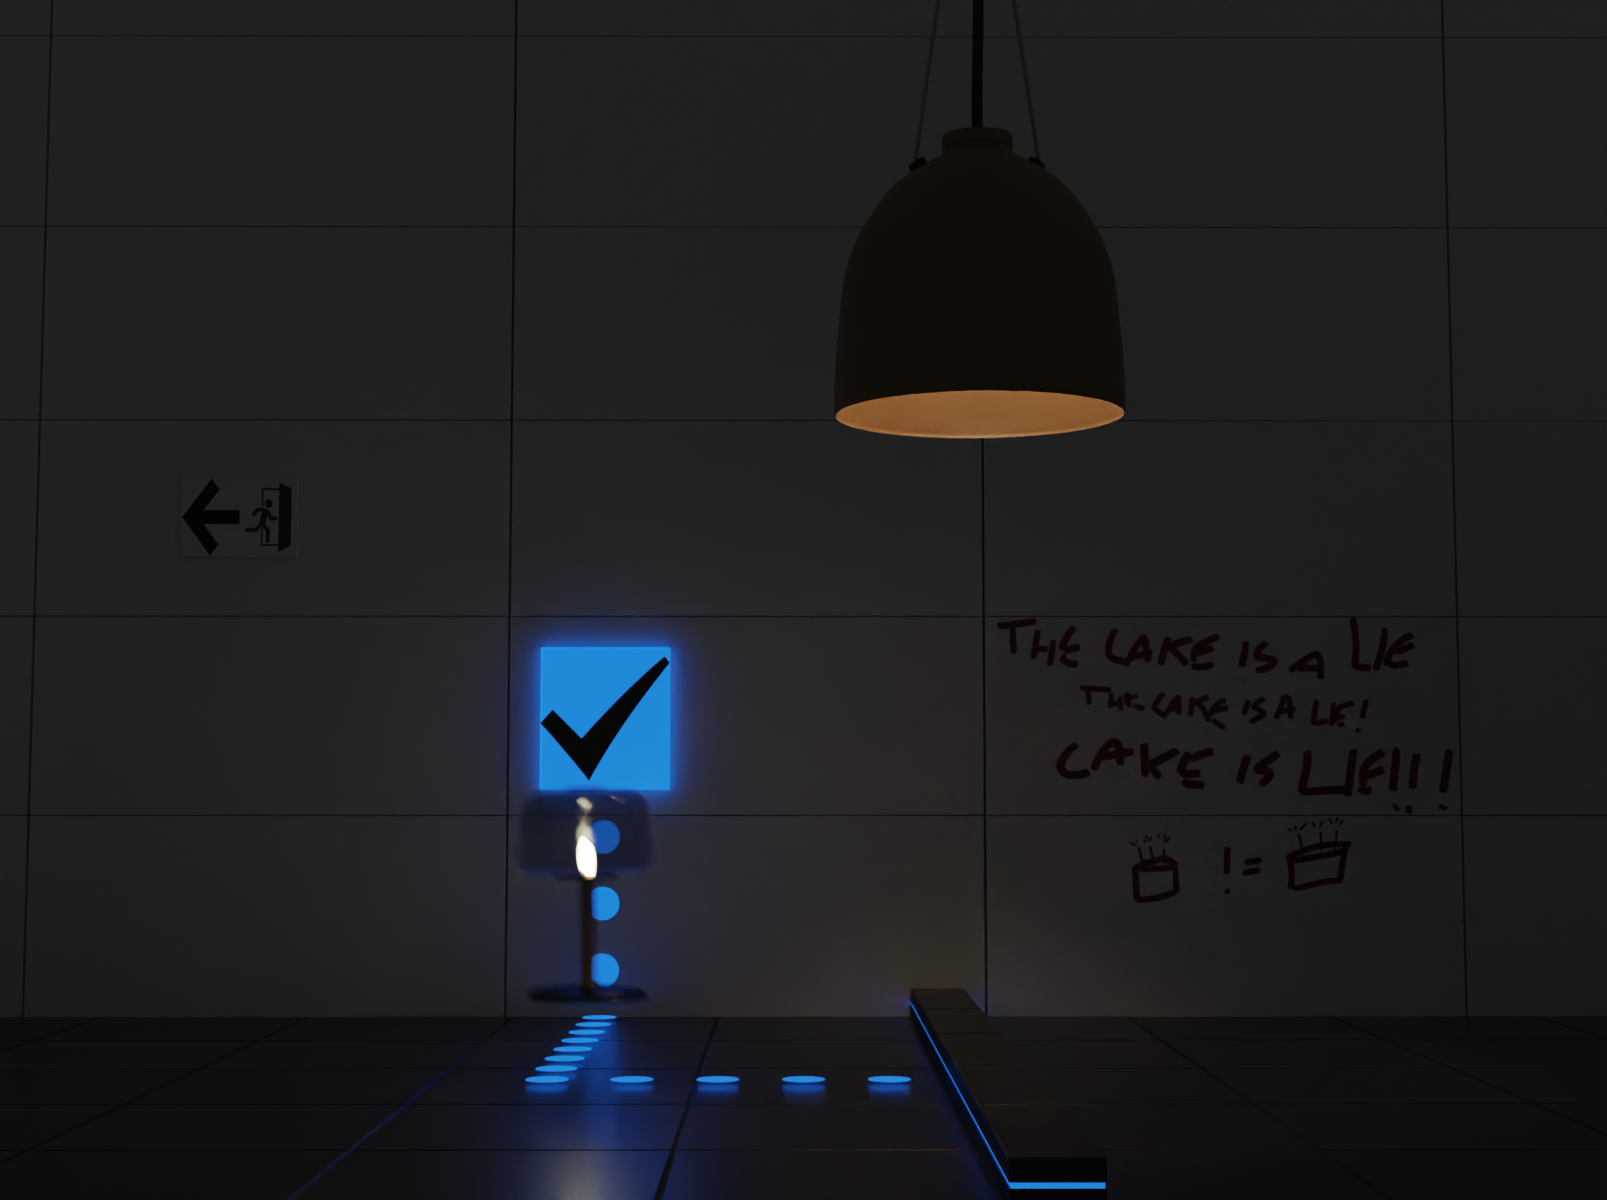 THE CAKE IS A LIE
THE CAKE IS A LIE!
CAKE IS LIE!!!
!=